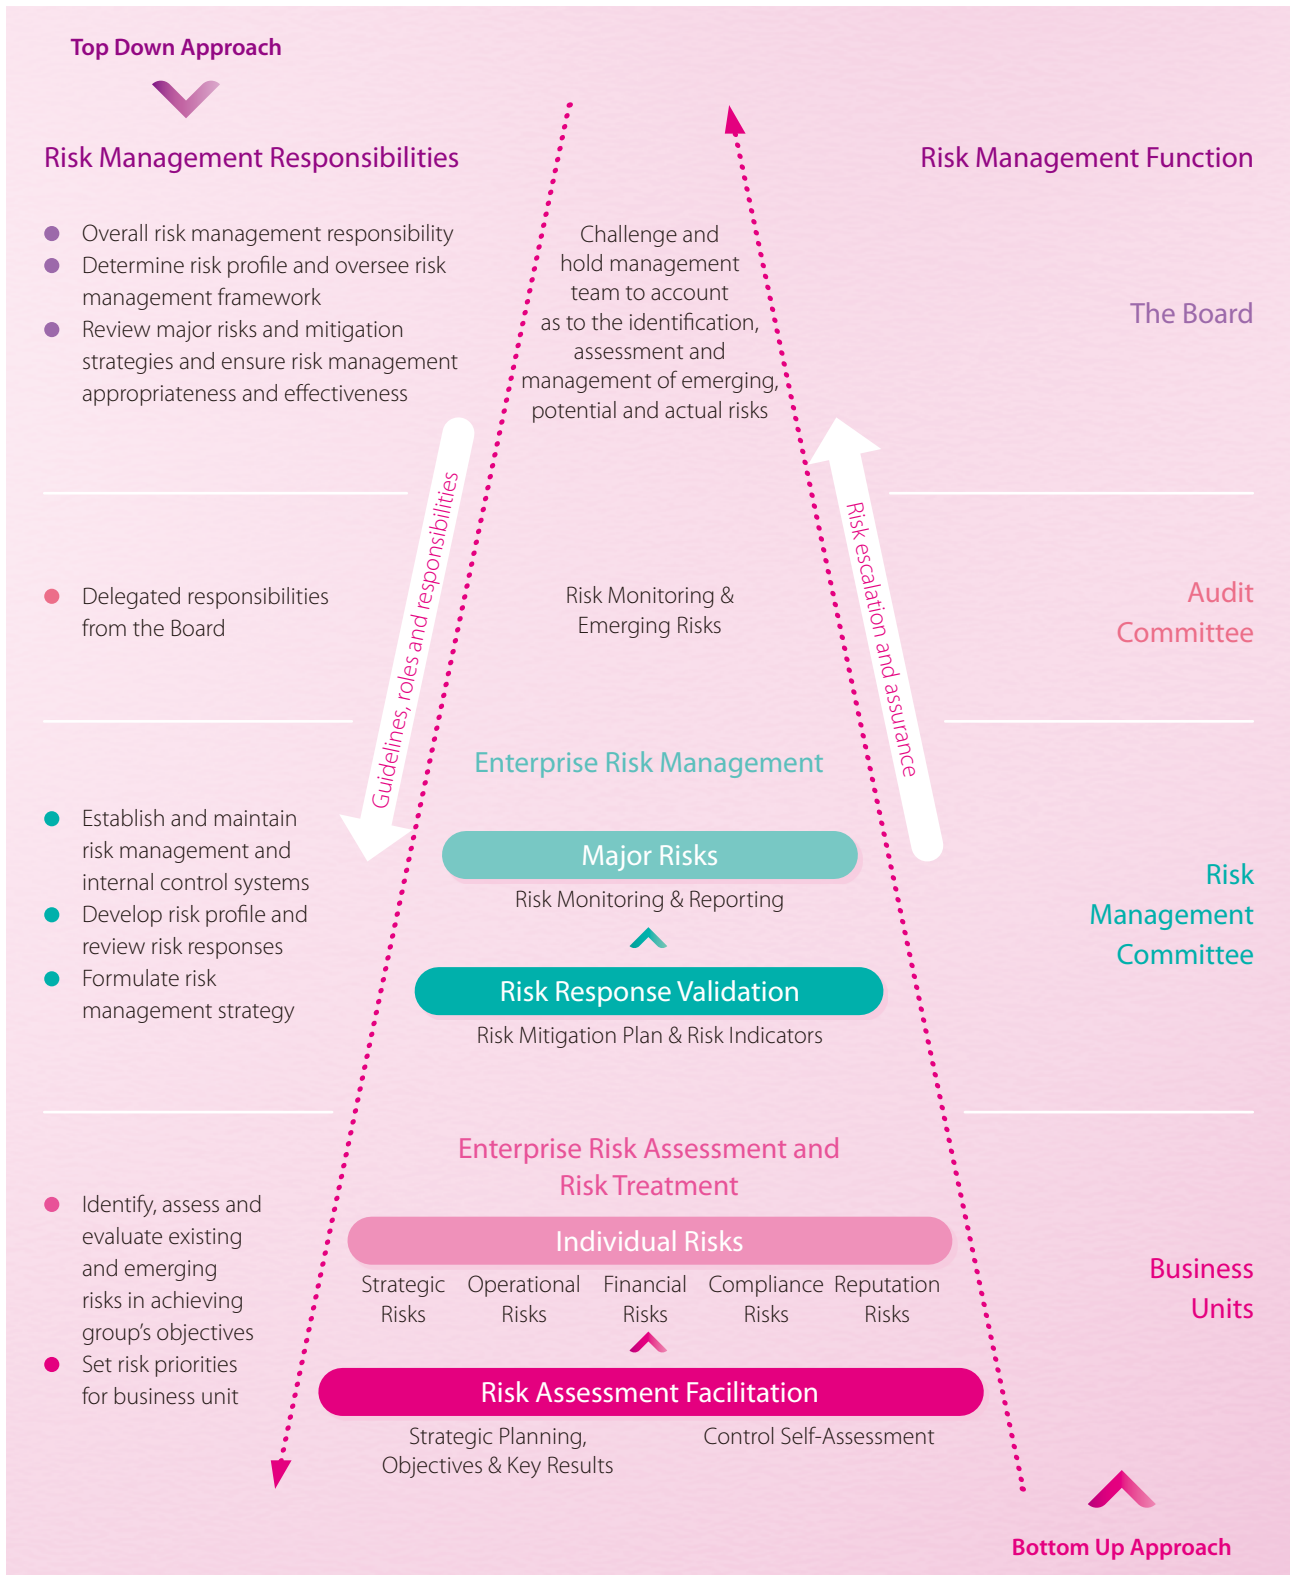 Top Down Approach
Risk Management Responsibilities
Risk Management Function
● Overall risk management responsibility
● Determine risk profile and oversee risk
management framework
● Review major risks and mitigation
strategies and ensure risk management
appropriateness and effectiveness
Challenge and
hold management
team to account
as to the identification,
assessment and
management of emerging,
potential and actual risks
The Board
Guidelines, roles and responsibilities
Risk escalation and assurance
● Delegated responsibilities
from the Board
Risk Monitoring &
Emerging Risks
Audit
Committee
● Establish and maintain
risk management and
internal control systems
● Develop risk profile and
review risk responses
● Formulate risk
management strategy
Enterprise Risk Management
Major Risks
Risk Monitoring & Reporting
Risk Response Validation
Risk Mitigation Plan & Risk Indicators
Risk
Management
Committee
● Identify, assess and
evaluate existing
and emerging
risks in achieving
group's objectives
● Set risk priorities
for business unit
Enterprise Risk Assessment and
Risk Treatment
Individual Risks
Strategic
Risks
Operational
Risks
Financial
Risks
Compliance
Risks
Reputation
Risks
Risk Assessment Facilitation
Strategic Planning,
Objectives & Key Results
Control Self-Assessment
Business
Units
Bottom Up Approach